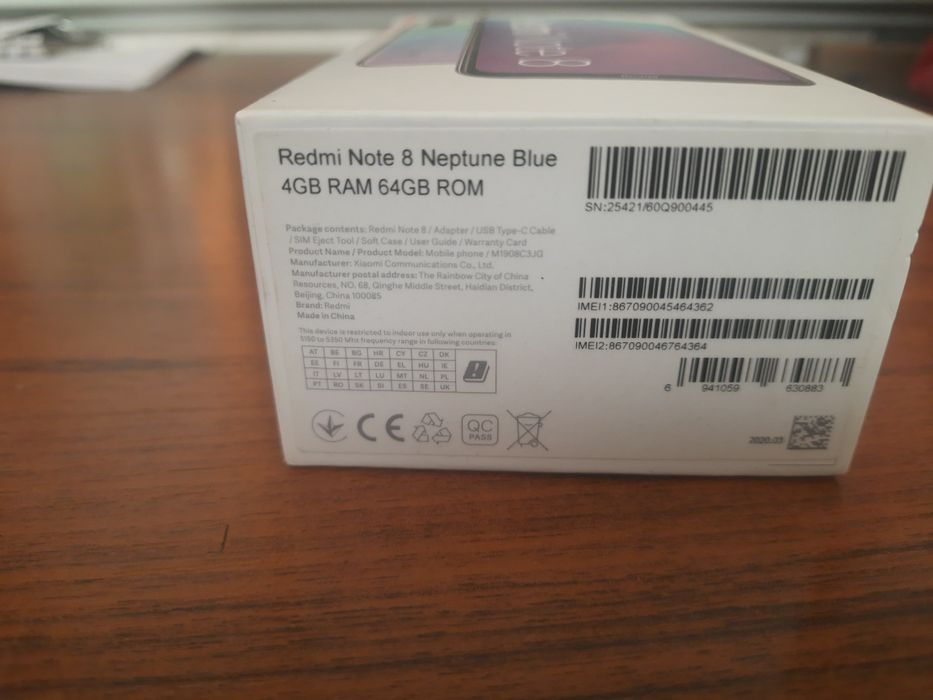 Redmi Note 8 Neptune Blue
4GB RAM 64GB ROM
Package contents: Redmi Note 8 / Adapter / USB Type-C Cable
/ SIM Eject Tool / Soft Case / User Guide / Warranty Card
Product Name / Product Model: Mobile phone / M1908C3JG
Manufacturer: Xiaomi Communications Co., Ltd.
Manufacturer postal address: The Rainbow City of China
Resources, NO. 68, Qinghe Middle Street, Haidian District,
Beijing, China 100085
Brand: Redmi
Made in China
This device is restricted to indoor use only when operating in
5150 to 5350 Mhz frequency range in following countries:
AT BE BG HR CY CZ DK
EE FI FR DE EL HU IE
IT LV LT LU MT NL PL
PT RO SK SI ES SE UK
CE
QC
PASS
SN:25421/60Q900445
IMEI1:867090045464362
IMEI2:867090046764364
6 941059 630883
2020.03